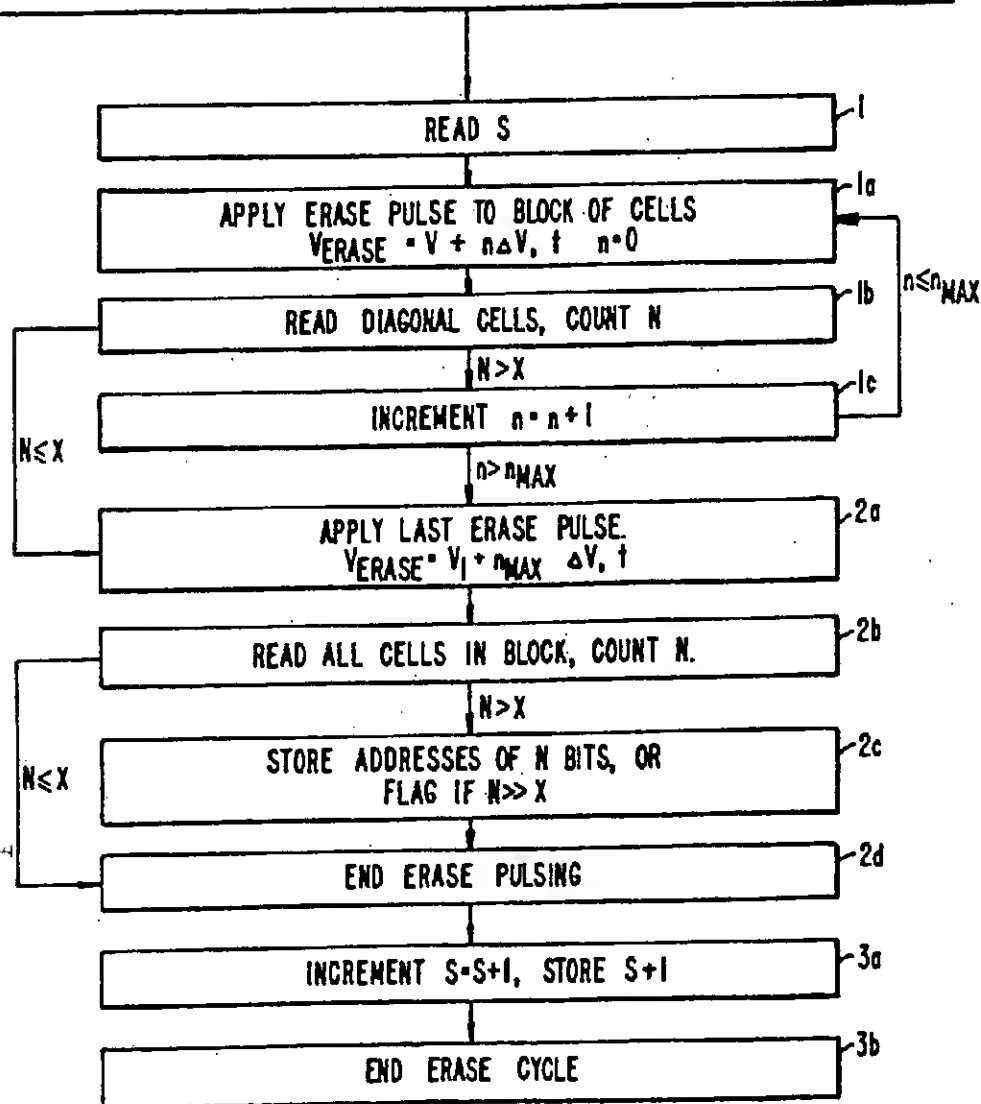 1
READ S
1a
APPLY ERASE PULSE TO BLOCK OF CELLS
VERASE = V + n∆V, t n=0
n≤nMAX
1b
READ DIAGONAL CELLS, COUNT N
N>X
1c
INCREMENT n=n+1
N≤X
n>nMAX
2a
APPLY LAST ERASE PULSE.
VERASE= V1+nMAX ∆V, t
2b
READ ALL CELLS IN BLOCK, COUNT N.
N>X
2c
STORE ADDRESSES OF N BITS, OR
FLAG IF N>>X
N≤X
2d
END ERASE PULSING
3a
INCREMENT S=S+1, STORE S+1
3b
END ERASE CYCLE